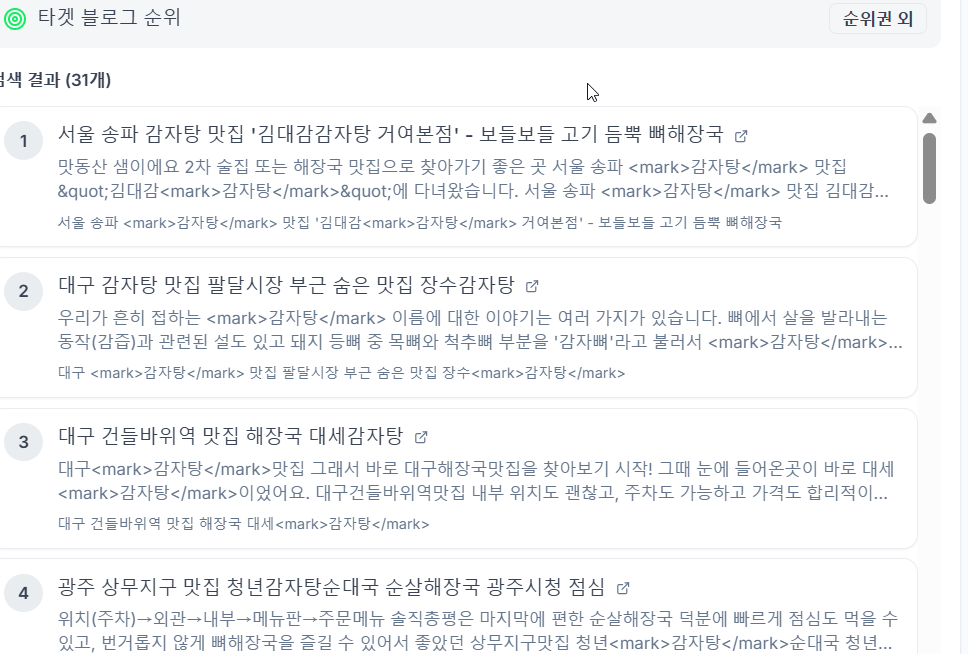 타겟 블로그 순위
순위권 외
검색 결과 (31개)
1
서울 송파 감자탕 맛집 '김대감감자탕 거여본점' - 보들보들 고기 듬뿍 뼈해장국
맛동산 샘이에요 2차 술집 또는 해장국 맛집으로 찾아가기 좋은 곳 서울 송파 <mark>감자탕</mark> 맛집
&quot;김대감<mark>감자탕</mark>&quot;에 다녀왔습니다. 서울 송파 <mark>감자탕</mark> 맛집 김대감...
서울 송파 <mark>감자탕</mark> 맛집 '김대감<mark>감자탕</mark> 거여본점' - 보들보들 고기 듬뿍 뼈해장국
2
대구 감자탕 맛집 팔달시장 부근 숨은 맛집 장수감자탕
우리가 흔히 접하는 <mark>감자탕</mark> 이름에 대한 이야기는 여러 가지가 있습니다. 뼈에서 살을 발라내는
동작(감즙)과 관련된 설도 있고 돼지 등뼈 중 목뼈와 척추뼈 부분을 '감자뼈'라고 불러서 <mark>감자탕</mark>...
대구 <mark>감자탕</mark> 맛집 팔달시장 부근 숨은 맛집 장수<mark>감자탕</mark>
3
대구 건들바위역 맛집 해장국 대세감자탕
대구<mark>감자탕</mark>맛집 그래서 바로 대구해장국맛집을 찾아보기 시작! 그때 눈에 들어온곳이 바로 대세
<mark>감자탕</mark>이었어요. 대구건들바위역맛집 내부 위치도 괜찮고, 주차도 가능하고 가격도 합리적이...
대구 건들바위역 맛집 해장국 대세<mark>감자탕</mark>
4
광주 상무지구 맛집 청년감자탕순대국 순살해장국 광주시청 점심
위치(주차)→외관→내부→메뉴판→주문메뉴 솔직총평은 마지막에 편한 순살해장국 덕분에 빠르게 점심도 먹을 수
있고, 번거롭지 않게 뼈해장국을 즐길 수 있어서 좋았던 상무지구맛집 청년<mark>감자탕</mark>순대국 청년...